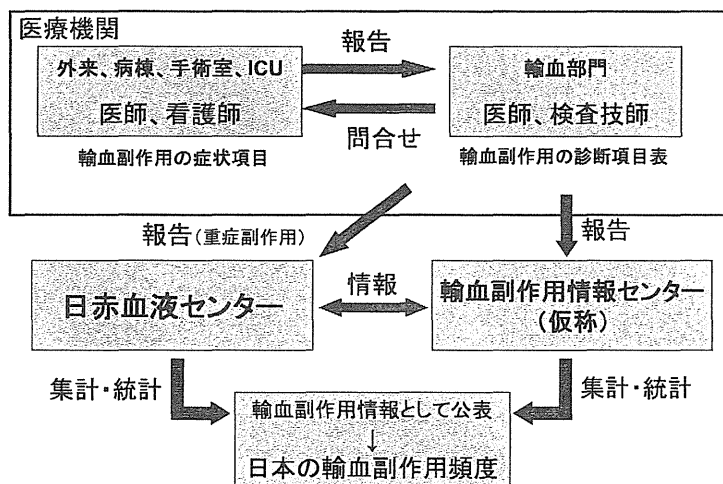 医療機関
外来、病棟、手術室、ICU
医師、看護師
輸血副作用の症状項目
報告
問合せ
輸血部門
医師、検査技師
輸血副作用の診断項目表
報告(重症副作用)
報告
日赤血液センター
情報
輸血副作用情報センター
(仮称)
集計・統計
集計・統計
輸血副作用情報として公表
↓
日本の輸血副作用頻度